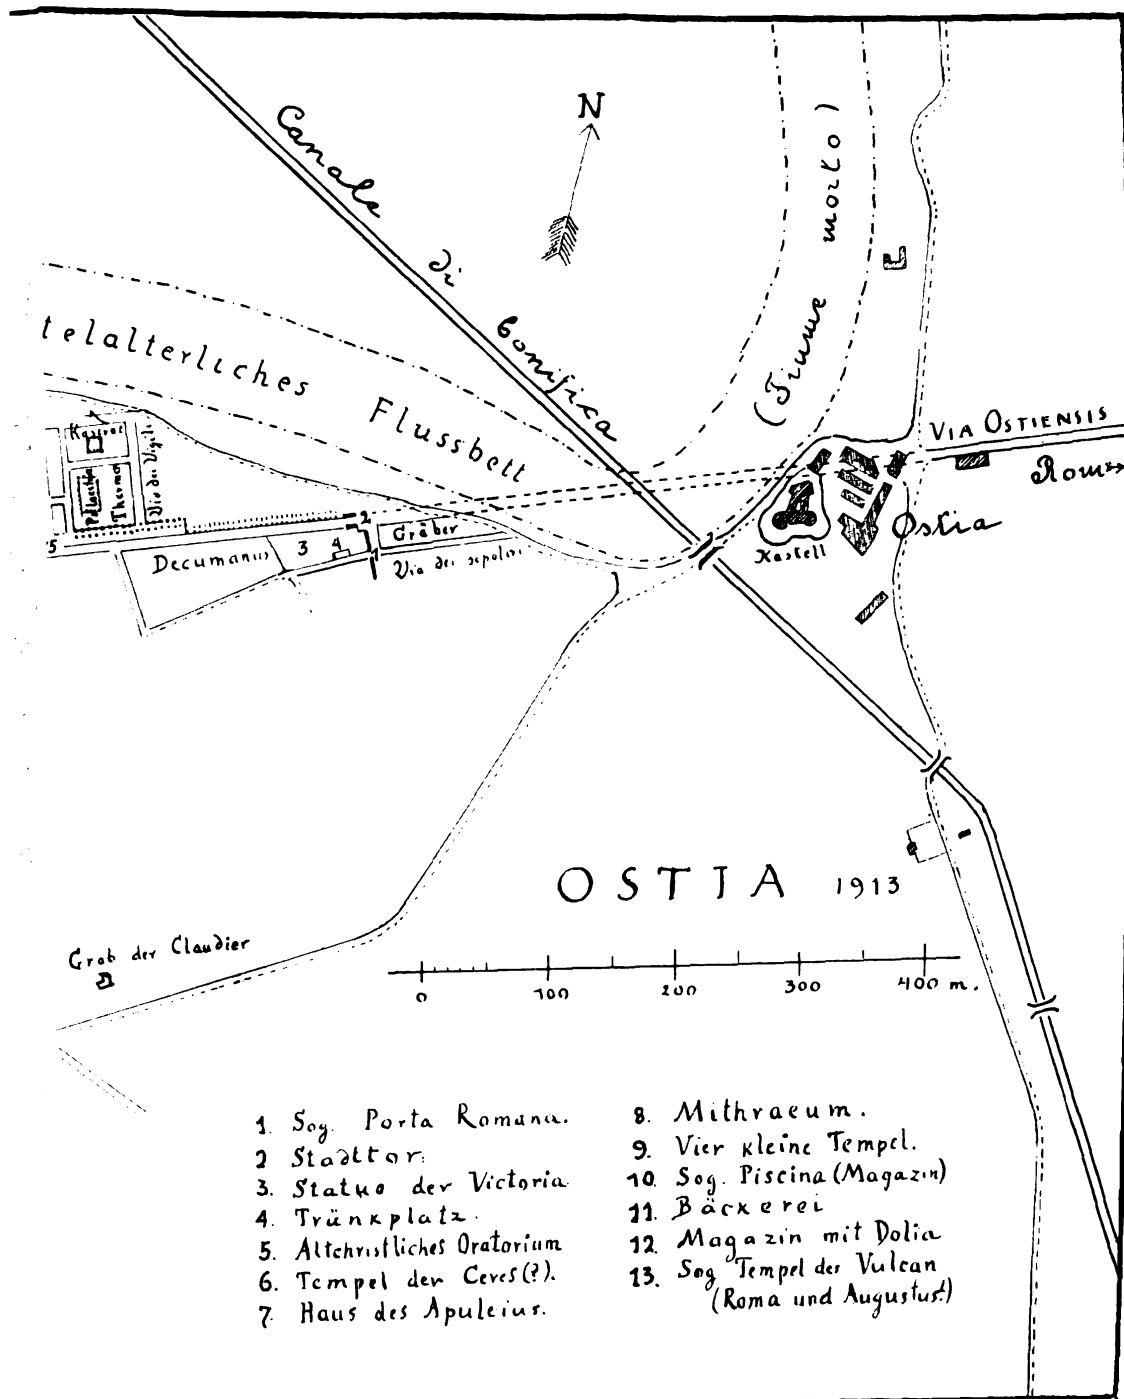 N
Canale di bonifica
(Fiume morto)
telalterliches Flussbett
VIA OSTIENSIS
Rom
Ostia
Kastell
Kaserne
Palaestra
Thermen
Via dei Vigili
Decumanus
Gräber
Via dei sepolcri
5
3
4
2
1
OSTIA 1913
Grab der Claudier
0 100 200 300 400 m.
1. Sog. Porta Romana.
2 Stadttor.
3. Statue der Victoria
4. Tränkplatz.
5. Altchristliches Oratorium
6. Tempel der Ceres (?).
7. Haus des Apuleius.
8. Mithraeum.
9. Vier kleine Tempel.
10. Sog. Piscina (Magazin)
11. Bäckerei
12. Magazin mit Dolia
13. Sog Tempel des Vulcan
(Roma und Augustus?)